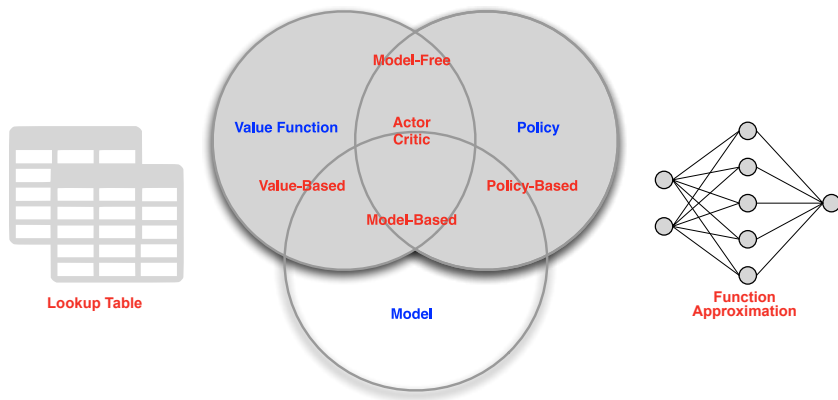 Model-Free
Value Function
Actor
Critic
Policy
Value-Based
Policy-Based
Model-Based
Lookup Table
Model
Function
Approximation